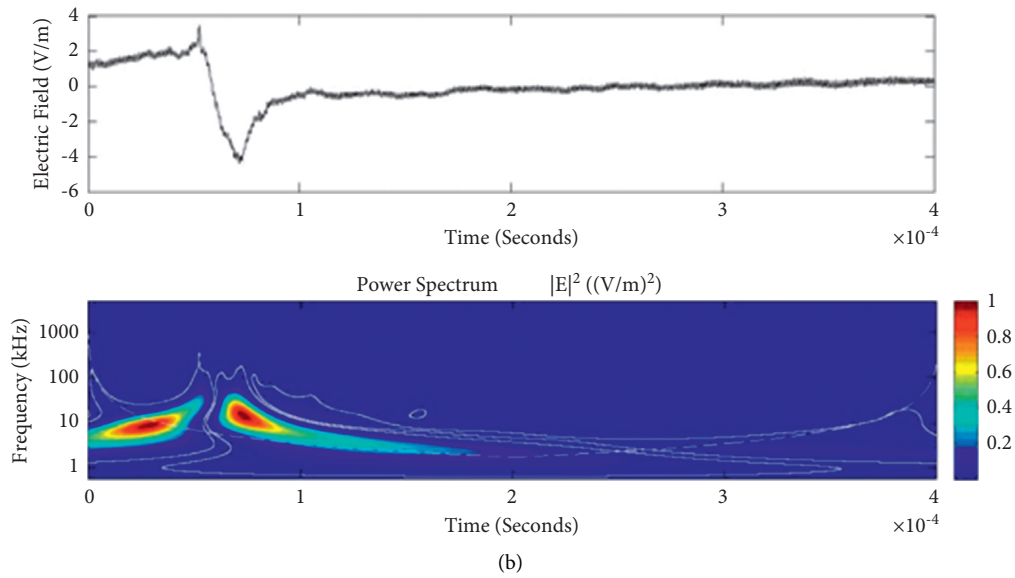 4
2
0
-2
-4
-6
Electric Field (V/m)
0 1 2 3 4
Time (Seconds) ×10-4
Power Spectrum |E|2 ((V/m)2)
1000
100
10
1
Frequency (kHz)
1
0.8
0.6
0.4
0.2
0 1 2 3 4
Time (Seconds) ×10-4
(b)